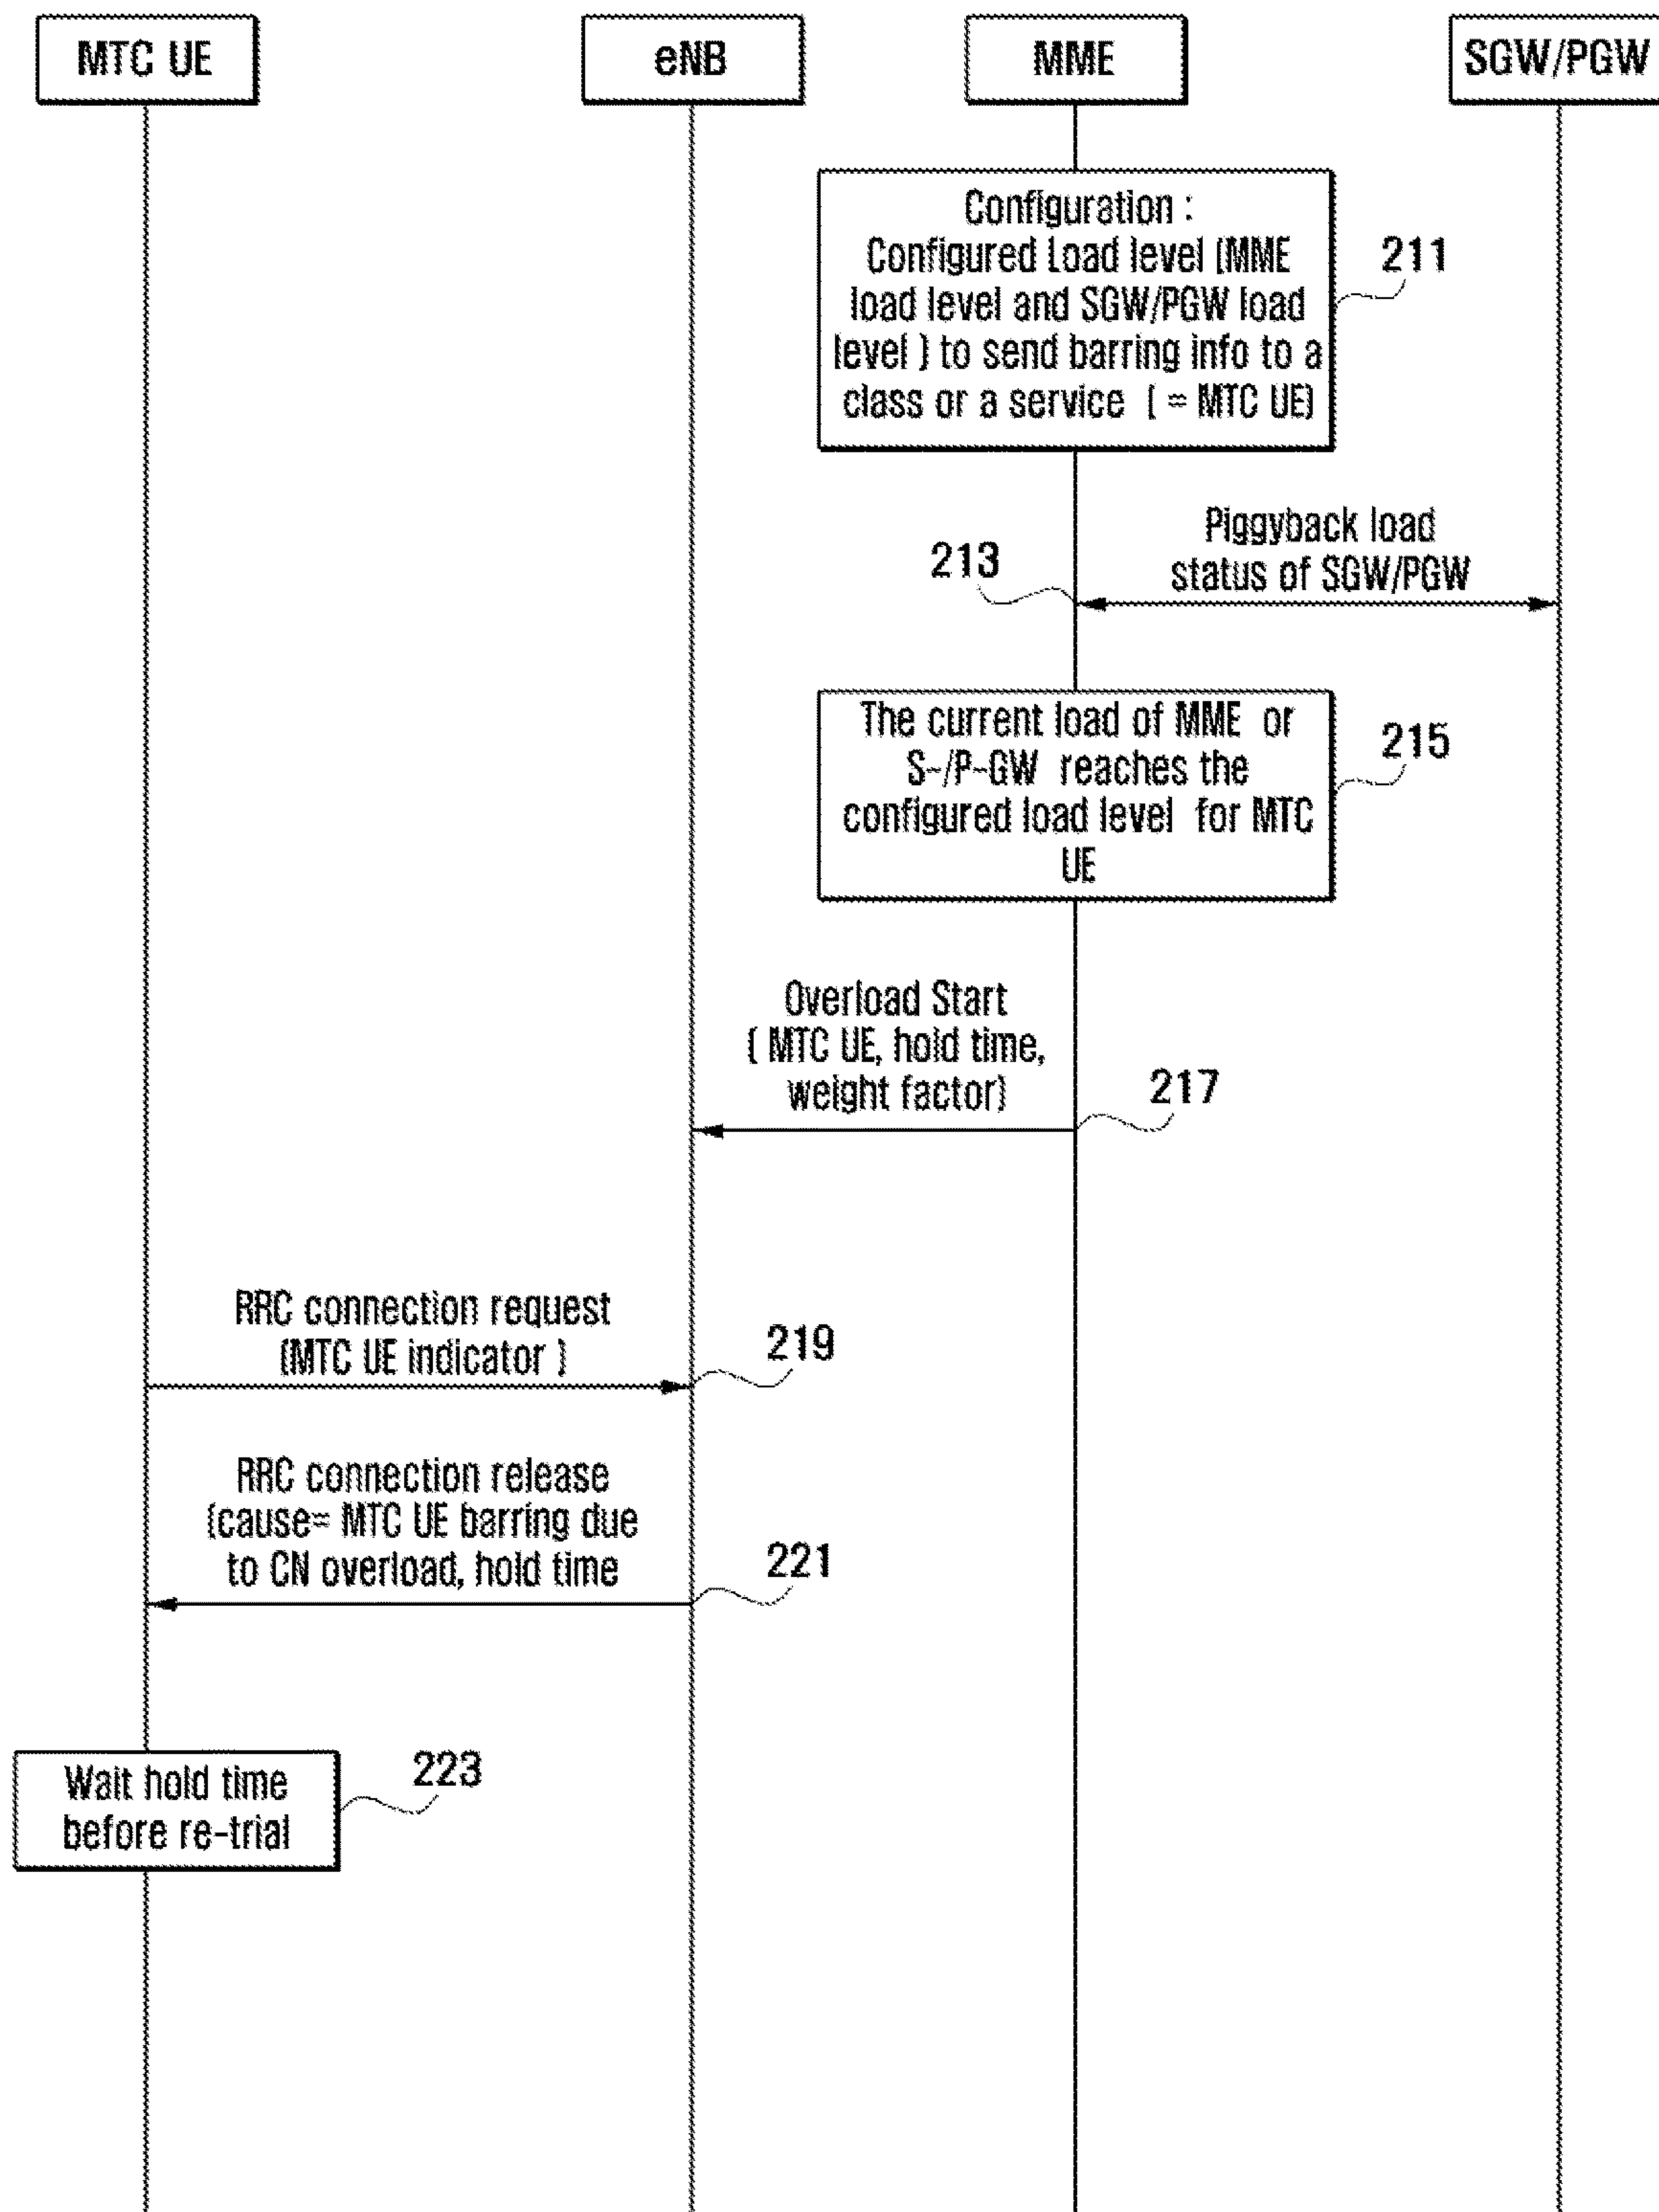 MTC UE
eNB
MME
SGW/PGW
Configuration :
Configured Load level (MME
load level and SGW/PGW load
level ) to send barring info to a
class or a service ( = MTC UE)
211
Piggyback load
status of SGW/PGW
213
The current load of MME or
S-/P-GW reaches the
configured load level for MTC
UE
215
Overload Start
( MTC UE, hold time,
weight factor)
217
RRC connection request
(MTC UE indicator )
219
RRC connection release
(cause= MTC UE barring due
to CN overload, hold time
221
Wait hold time
before re-trial
223